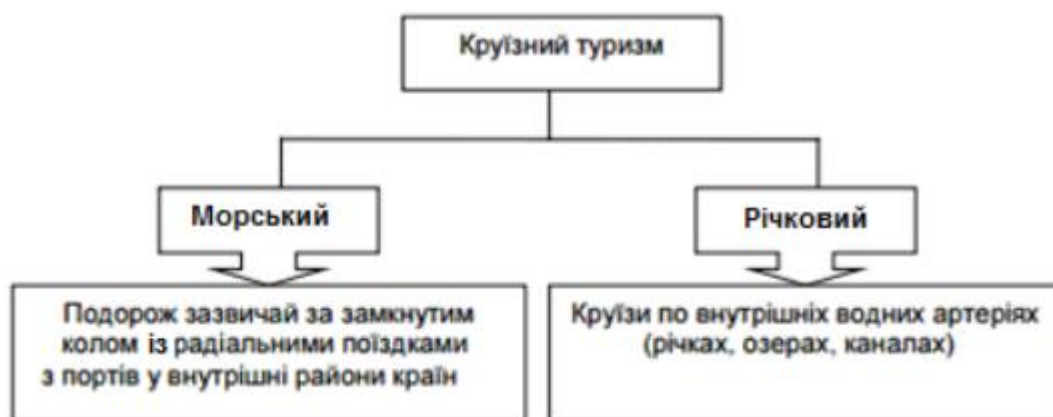 Круїзний туризм
Морський
Річковий
Подорож зазвичай за замкнутим
колом із радіальними поїздками
з портів у внутрішні райони країн
Круїзи по внутрішніх водних артеріях
(річках, озерах, каналах)